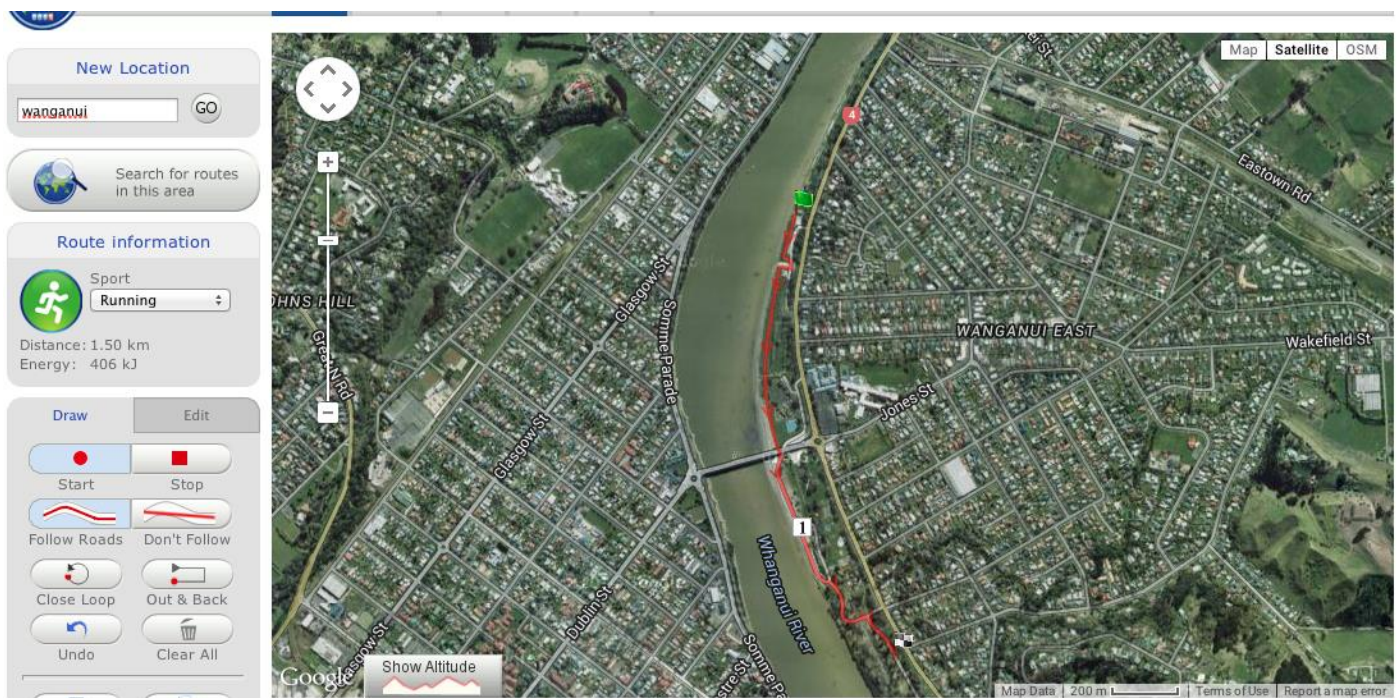 New Location
wanganui
GO
Search for routes
in this area
Route information
Sport
Running
Distance: 1.50 km
Energy: 406 kJ
Draw
Edit
Start
Stop
Follow Roads
Don't Follow
Close Loop
Out & Back
Undo
Clear All
Map
Satellite
OSM
4
Eastown Rd
Glasgow St
Somme Parade
Great N Rd
WANGANUI EAST
Wakefield St
Jones St
Glasgow St
1
Whanganui River
Dublin St
Glasgow St
Google
Show Altitude
Map Data
200 m
Terms of Use
Report a map error